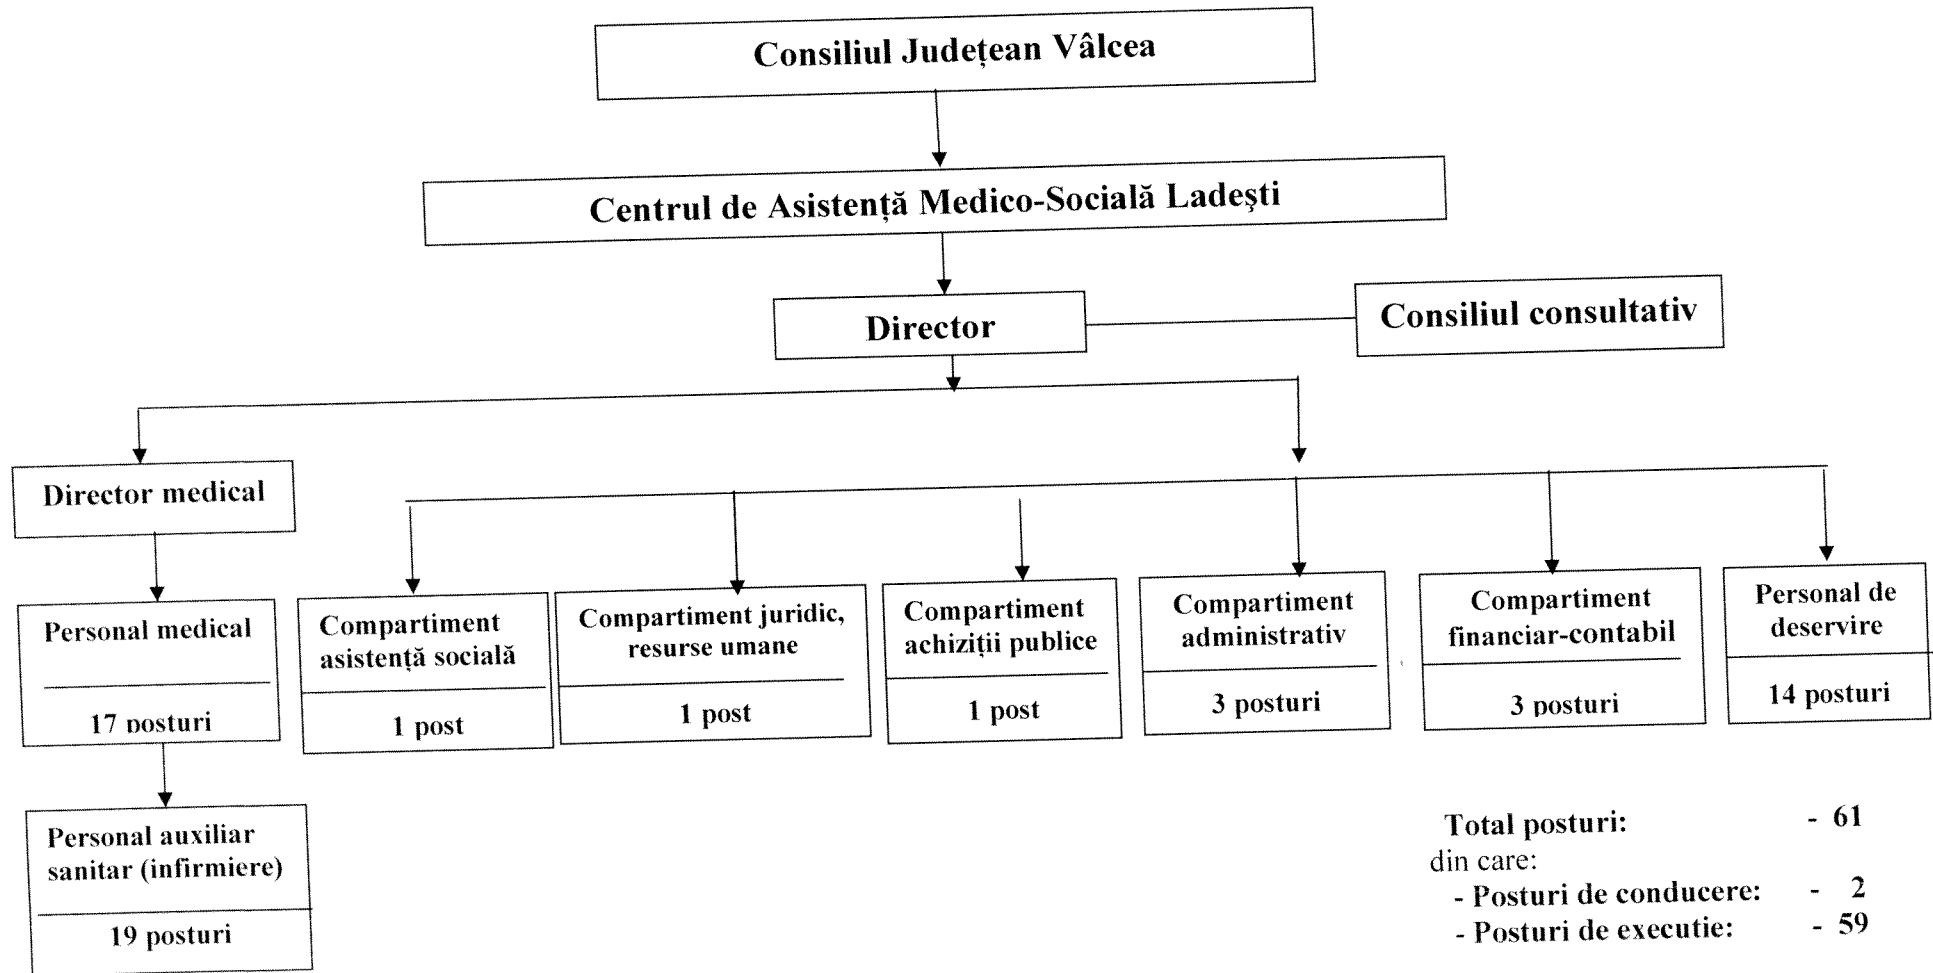 Consiliul Județean Vâlcea
Centrul de Asistență Medico-Socială Ladeşti
Director
Consiliul consultativ
Director medical
Personal medical
17 posturi
Compartiment
asistență socială
1 post
Compartiment juridic,
resurse umane
1 post
Compartiment
achiziții publice
1 post
Compartiment
administrativ
3 posturi
Compartiment
financiar-contabil
3 posturi
Personal de
deservire
14 posturi
Personal auxiliar
sanitar (infirmiere)
19 posturi
Total posturi: - 61
din care:
- Posturi de conducere: - 2
- Posturi de executie: - 59